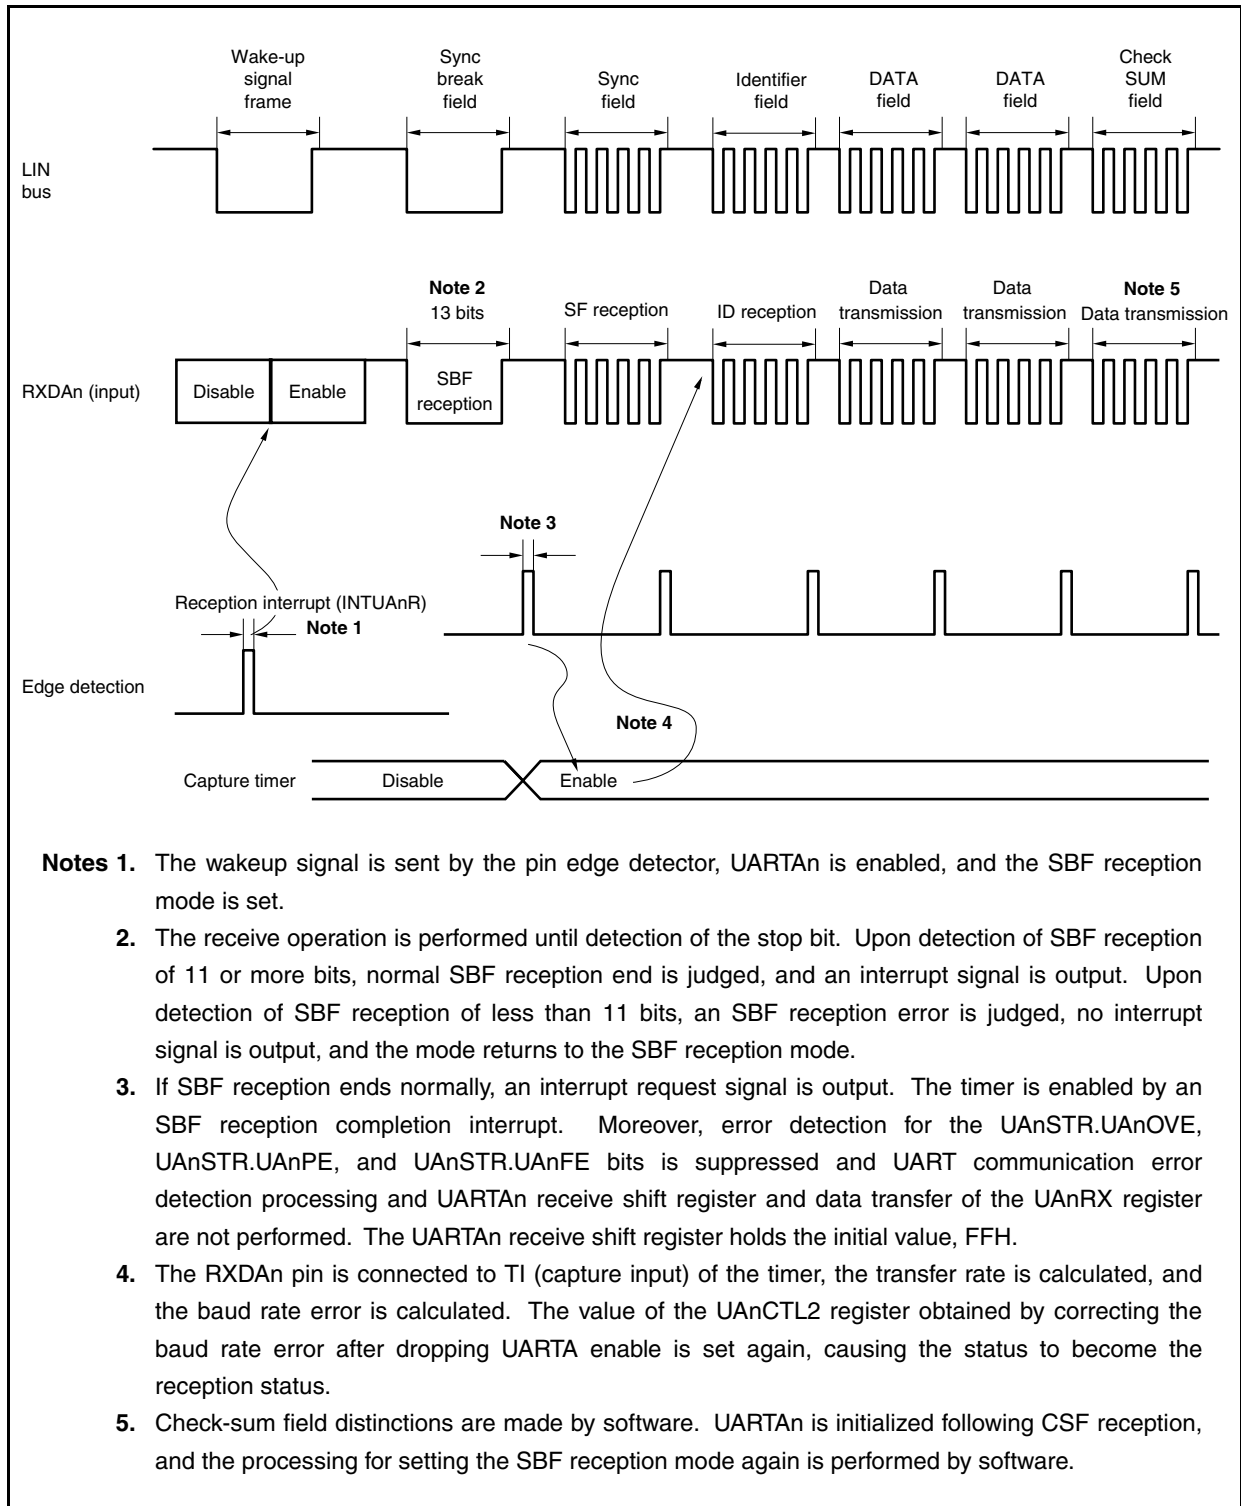 Wake-up
signal
frame
Sync
break
field
Sync
field
Identifier
field
DATA
field
DATA
field
Check
SUM
field
LIN
bus
Note 2
13 bits
SF reception
ID reception
Data
transmission
Data
transmission
Note 5
Data transmission
RXDAn (input)
Disable
Enable
SBF
reception
Note 3
Reception interrupt (INTUAnR)
Note 1
Edge detection
Note 4
Capture timer
Disable
Enable
Notes 1. The wakeup signal is sent by the pin edge detector, UARTAn is enabled, and the SBF reception
mode is set.
2. The receive operation is performed until detection of the stop bit. Upon detection of SBF reception
of 11 or more bits, normal SBF reception end is judged, and an interrupt signal is output. Upon
detection of SBF reception of less than 11 bits, an SBF reception error is judged, no interrupt
signal is output, and the mode returns to the SBF reception mode.
3. If SBF reception ends normally, an interrupt request signal is output. The timer is enabled by an
SBF reception completion interrupt. Moreover, error detection for the UAnSTR.UAnOVE,
UAnSTR.UAnPE, and UAnSTR.UAnFE bits is suppressed and UART communication error
detection processing and UARTAn receive shift register and data transfer of the UAnRX register
are not performed. The UARTAn receive shift register holds the initial value, FFH.
4. The RXDAn pin is connected to TI (capture input) of the timer, the transfer rate is calculated, and
the baud rate error is calculated. The value of the UAnCTL2 register obtained by correcting the
baud rate error after dropping UARTA enable is set again, causing the status to become the
reception status.
5. Check-sum field distinctions are made by software. UARTAn is initialized following CSF reception,
and the processing for setting the SBF reception mode again is performed by software.